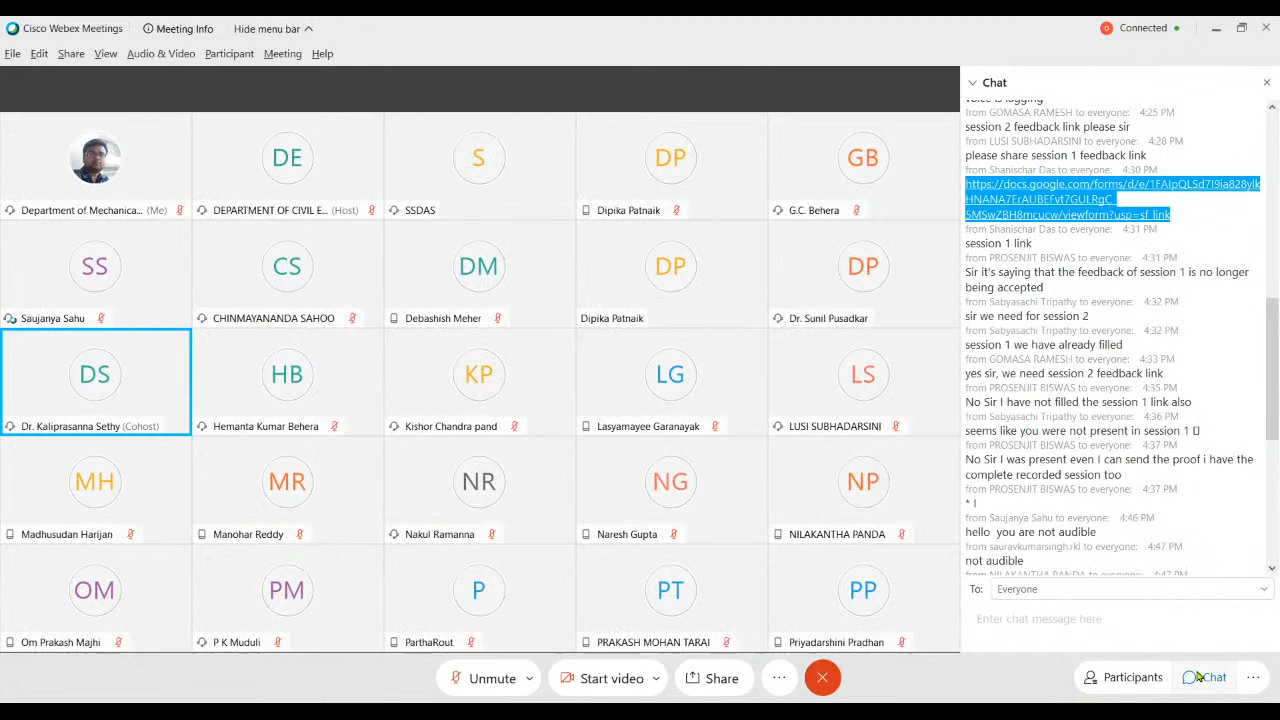 Cisco Webex Meetings
Meeting Info
Hide menu bar
Connected
File Edit Share View Audio & Video Participant Meeting Help
DE
S
DP
GB
Department of Mechanica... (Me)
DEPARTMENT OF CIVIL E... (Host)
SSDAS
Dipika Patnaik
G.C. Behera
SS
CS
DM
DP
DP
Saujanya Sahu
CHINMAYANANDA SAHOO
Debashish Meher
Dipika Patnaik
Dr. Sunil Pusadkar
DS
HB
KP
LG
LS
Dr. Kaliprasanna Sethy (Cohost)
Hemanta Kumar Behera
Kishor Chandra pand
Lasyamayee Garanayak
LUSI SUBHADARSINI
MH
MR
NR
NG
NP
Madhusudan Harijan
Manohar Reddy
Nakul Ramanna
Naresh Gupta
NILAKANTHA PANDA
OM
PM
P
PT
PP
Om Prakash Majhi
P K Muduli
ParthaRout
PRAKASH MOHAN TARAI
Priyadarshini Pradhan
Unmute
Start video
Share
Chat
voice is lagging
from GOMASA RAMESH to everyone: 4:25 PM
session 2 feedback link please sir
from LUSI SUBHADARSINI to everyone: 4:28 PM
please share session 1 feedback link
from Shanischar Das to everyone: 4:30 PM
from Shanischar Das to everyone: 4:31 PM
session 1 link
from PROSENJIT BISWAS to everyone: 4:31 PM
Sir it's saying that the feedback of session 1 is no longer
being accepted
from Sabyasachi Tripathy to everyone: 4:32 PM
sir we need for session 2
from Sabyasachi Tripathy to everyone: 4:32 PM
session 1 we have already filled
from GOMASA RAMESH to everyone: 4:33 PM
yes sir, we need session 2 feedback link
from PROSENJIT BISWAS to everyone: 4:35 PM
No Sir I have not filled the session 1 link also
from Sabyasachi Tripathy to everyone: 4:36 PM
seems like you were not present in session 1
from PROSENJIT BISWAS to everyone: 4:37 PM
No Sir I was present even I can send the proof i have the
complete recorded session too
from PROSENJIT BISWAS to everyone: 4:37 PM
* I
from Saujanya Sahu to everyone: 4:46 PM
hello you are not audible
from sauravkumarsingh.rkl to everyone: 4:47 PM
not audible
from NILAKANTHA PANDA to everyone: 4:47 PM
To: Everyone
Enter chat message here
Participants
Chat